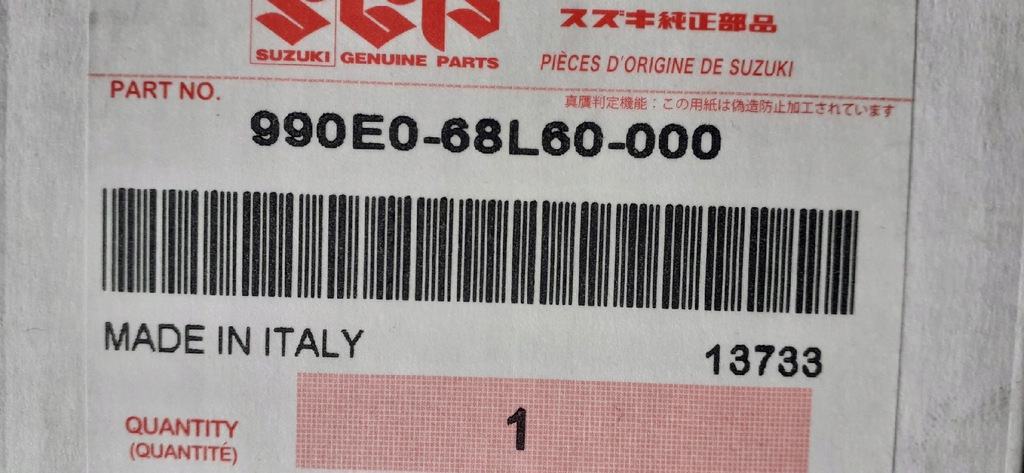 SGP
スズキ純正部品
SUZUKI GENUINE PARTS
PIÈCES D'ORIGINE DE SUZUKI
PART NO.
真贋判定機能：この用紙は偽造防止加工されています
990E0-68L60-000
MADE IN ITALY
13733
QUANTITY
(QUANTITÉ)
1